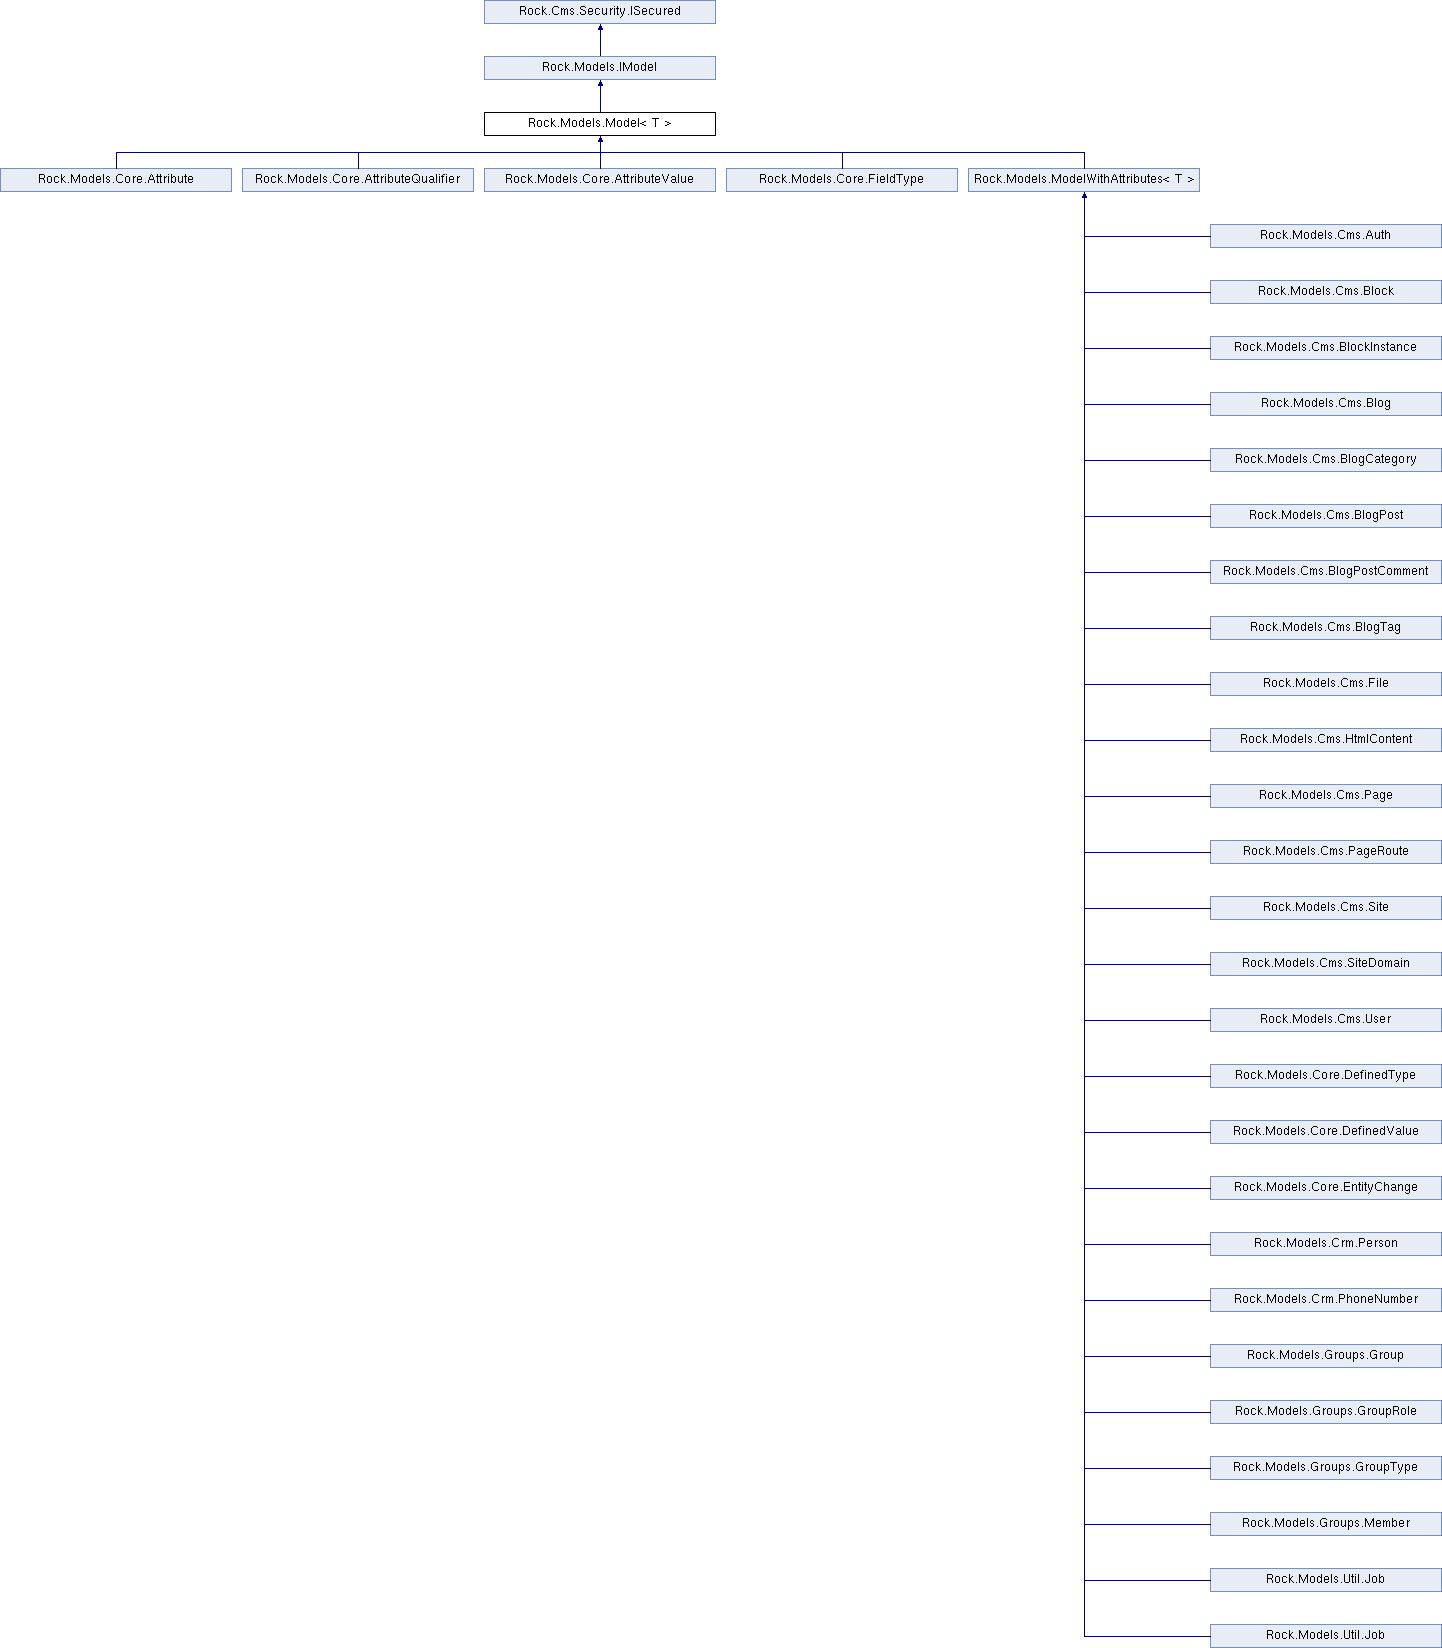 Rock.Cms.Security.ISecured
Rock.Models.IModel
Rock.Models.Model< T >
Rock.Models.Core.Attribute
Rock.Models.Core.AttributeQualifier
Rock.Models.Core.AttributeValue
Rock.Models.Core.FieldType
Rock.Models.ModelWithAttributes< T >
Rock.Models.Cms.Auth
Rock.Models.Cms.Block
Rock.Models.Cms.BlockInstance
Rock.Models.Cms.Blog
Rock.Models.Cms.BlogCategory
Rock.Models.Cms.BlogPost
Rock.Models.Cms.BlogPostComment
Rock.Models.Cms.BlogTag
Rock.Models.Cms.File
Rock.Models.Cms.HtmlContent
Rock.Models.Cms.Page
Rock.Models.Cms.PageRoute
Rock.Models.Cms.Site
Rock.Models.Cms.SiteDomain
Rock.Models.Cms.User
Rock.Models.Core.DefinedType
Rock.Models.Core.DefinedValue
Rock.Models.Core.EntityChange
Rock.Models.Crm.Person
Rock.Models.Crm.PhoneNumber
Rock.Models.Groups.Group
Rock.Models.Groups.GroupRole
Rock.Models.Groups.GroupType
Rock.Models.Groups.Member
Rock.Models.Util.Job
Rock.Models.Util.Job